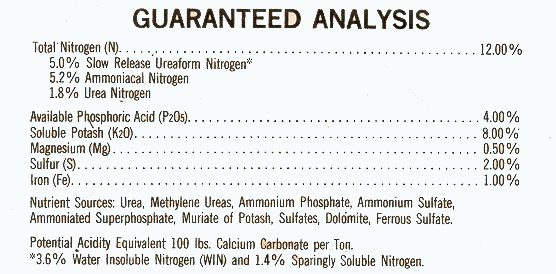 GUARANTEED ANALYSIS
Total Nitrogen (N)........................................................ 12.00%
5.0% Slow Release Ureaform Nitrogen*
5.2% Ammoniacal Nitrogen
1.8% Urea Nitrogen
Available Phosphoric Acid (P2O5)............................................ 4.00%
Soluble Potash (K2O)..................................................... 8.00%
Magnesium (Mg)........................................................ 0.50%
Sulfur (S).............................................................. 2.00%
Iron (Fe)............................................................... 1.00%
Nutrient Sources: Urea, Methylene Ureas, Ammonium Phosphate, Ammonium Sulfate,
Ammoniated Superphosphate, Muriate of Potash, Sulfates, Dolomite, Ferrous Sulfate.
Potential Acidity Equivalent 100 lbs. Calcium Carbonate per Ton.
*3.6% Water Insoluble Nitrogen (WIN) and 1.4% Sparingly Soluble Nitrogen.